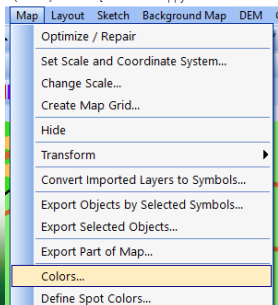 Map Layout Sketch Background Map DEM
Optimize / Repair
Set Scale and Coordinate System...
Change Scale...
Create Map Grid...
Hide
Transform
Convert Imported Layers to Symbols...
Export Objects by Selected Symbols...
Export Selected Objects...
Export Part of Map...
Colors...
Define Spot Colors...